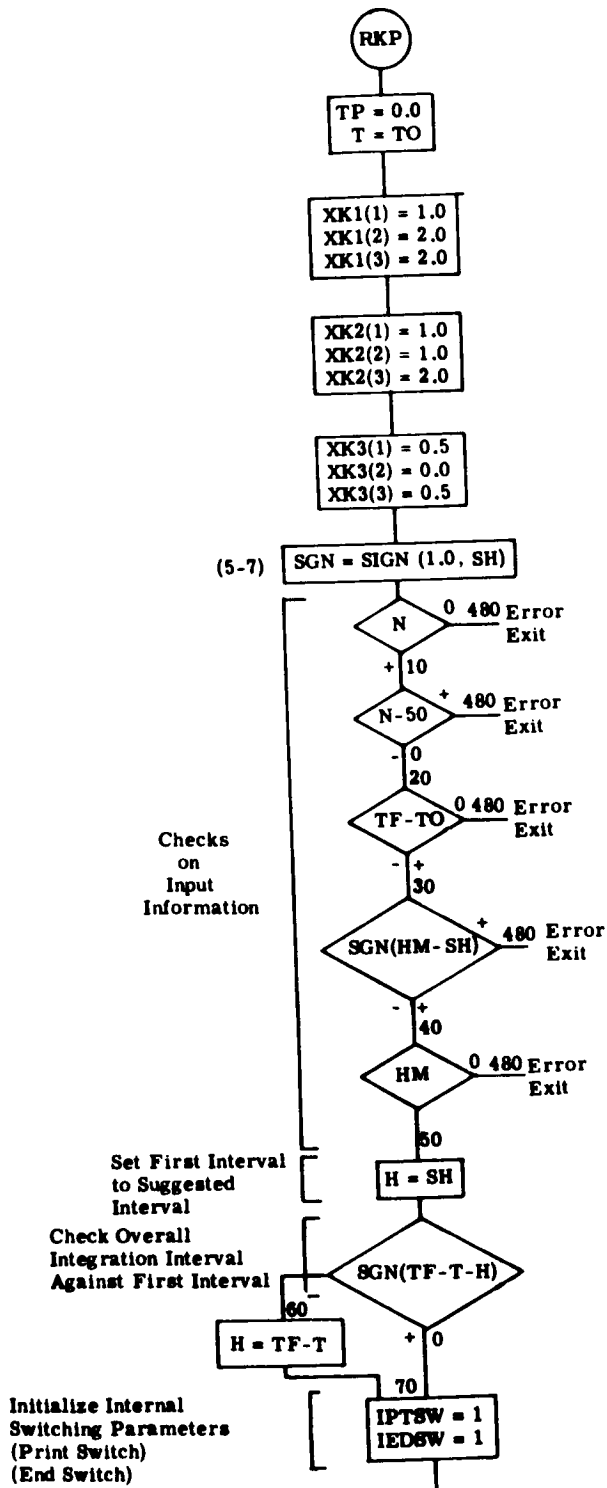 RKP
TP = 0.0
T = TO
XK1(1) = 1.0
XK1(2) = 2.0
XK1(3) = 2.0
XK2(1) = 1.0
XK2(2) = 1.0
XK2(3) = 2.0
XK3(1) = 0.5
XK3(2) = 0.0
XK3(3) = 0.5
(5-7) SGN = SIGN (1.0, SH)
N 0 480 Error
Exit
+ 10
N-50 + 480 Error
Exit
- 0
20
TF-TO 0 480 Error
Exit
- +
30
Checks
on
Input
Information
SGN(HM-SH) + 480 Error
Exit
- +
40
HM 0 480 Error
Exit
50
Set First Interval
to Suggested
Interval
H = SH
Check Overall
Integration Interval
Against First Interval
SGN(TF-T-H)
-
60
+ 0
H = TF-T
70
Initialize Internal
Switching Parameters
(Print Switch)
(End Switch)
IPTSW = 1
IEDSW = 1